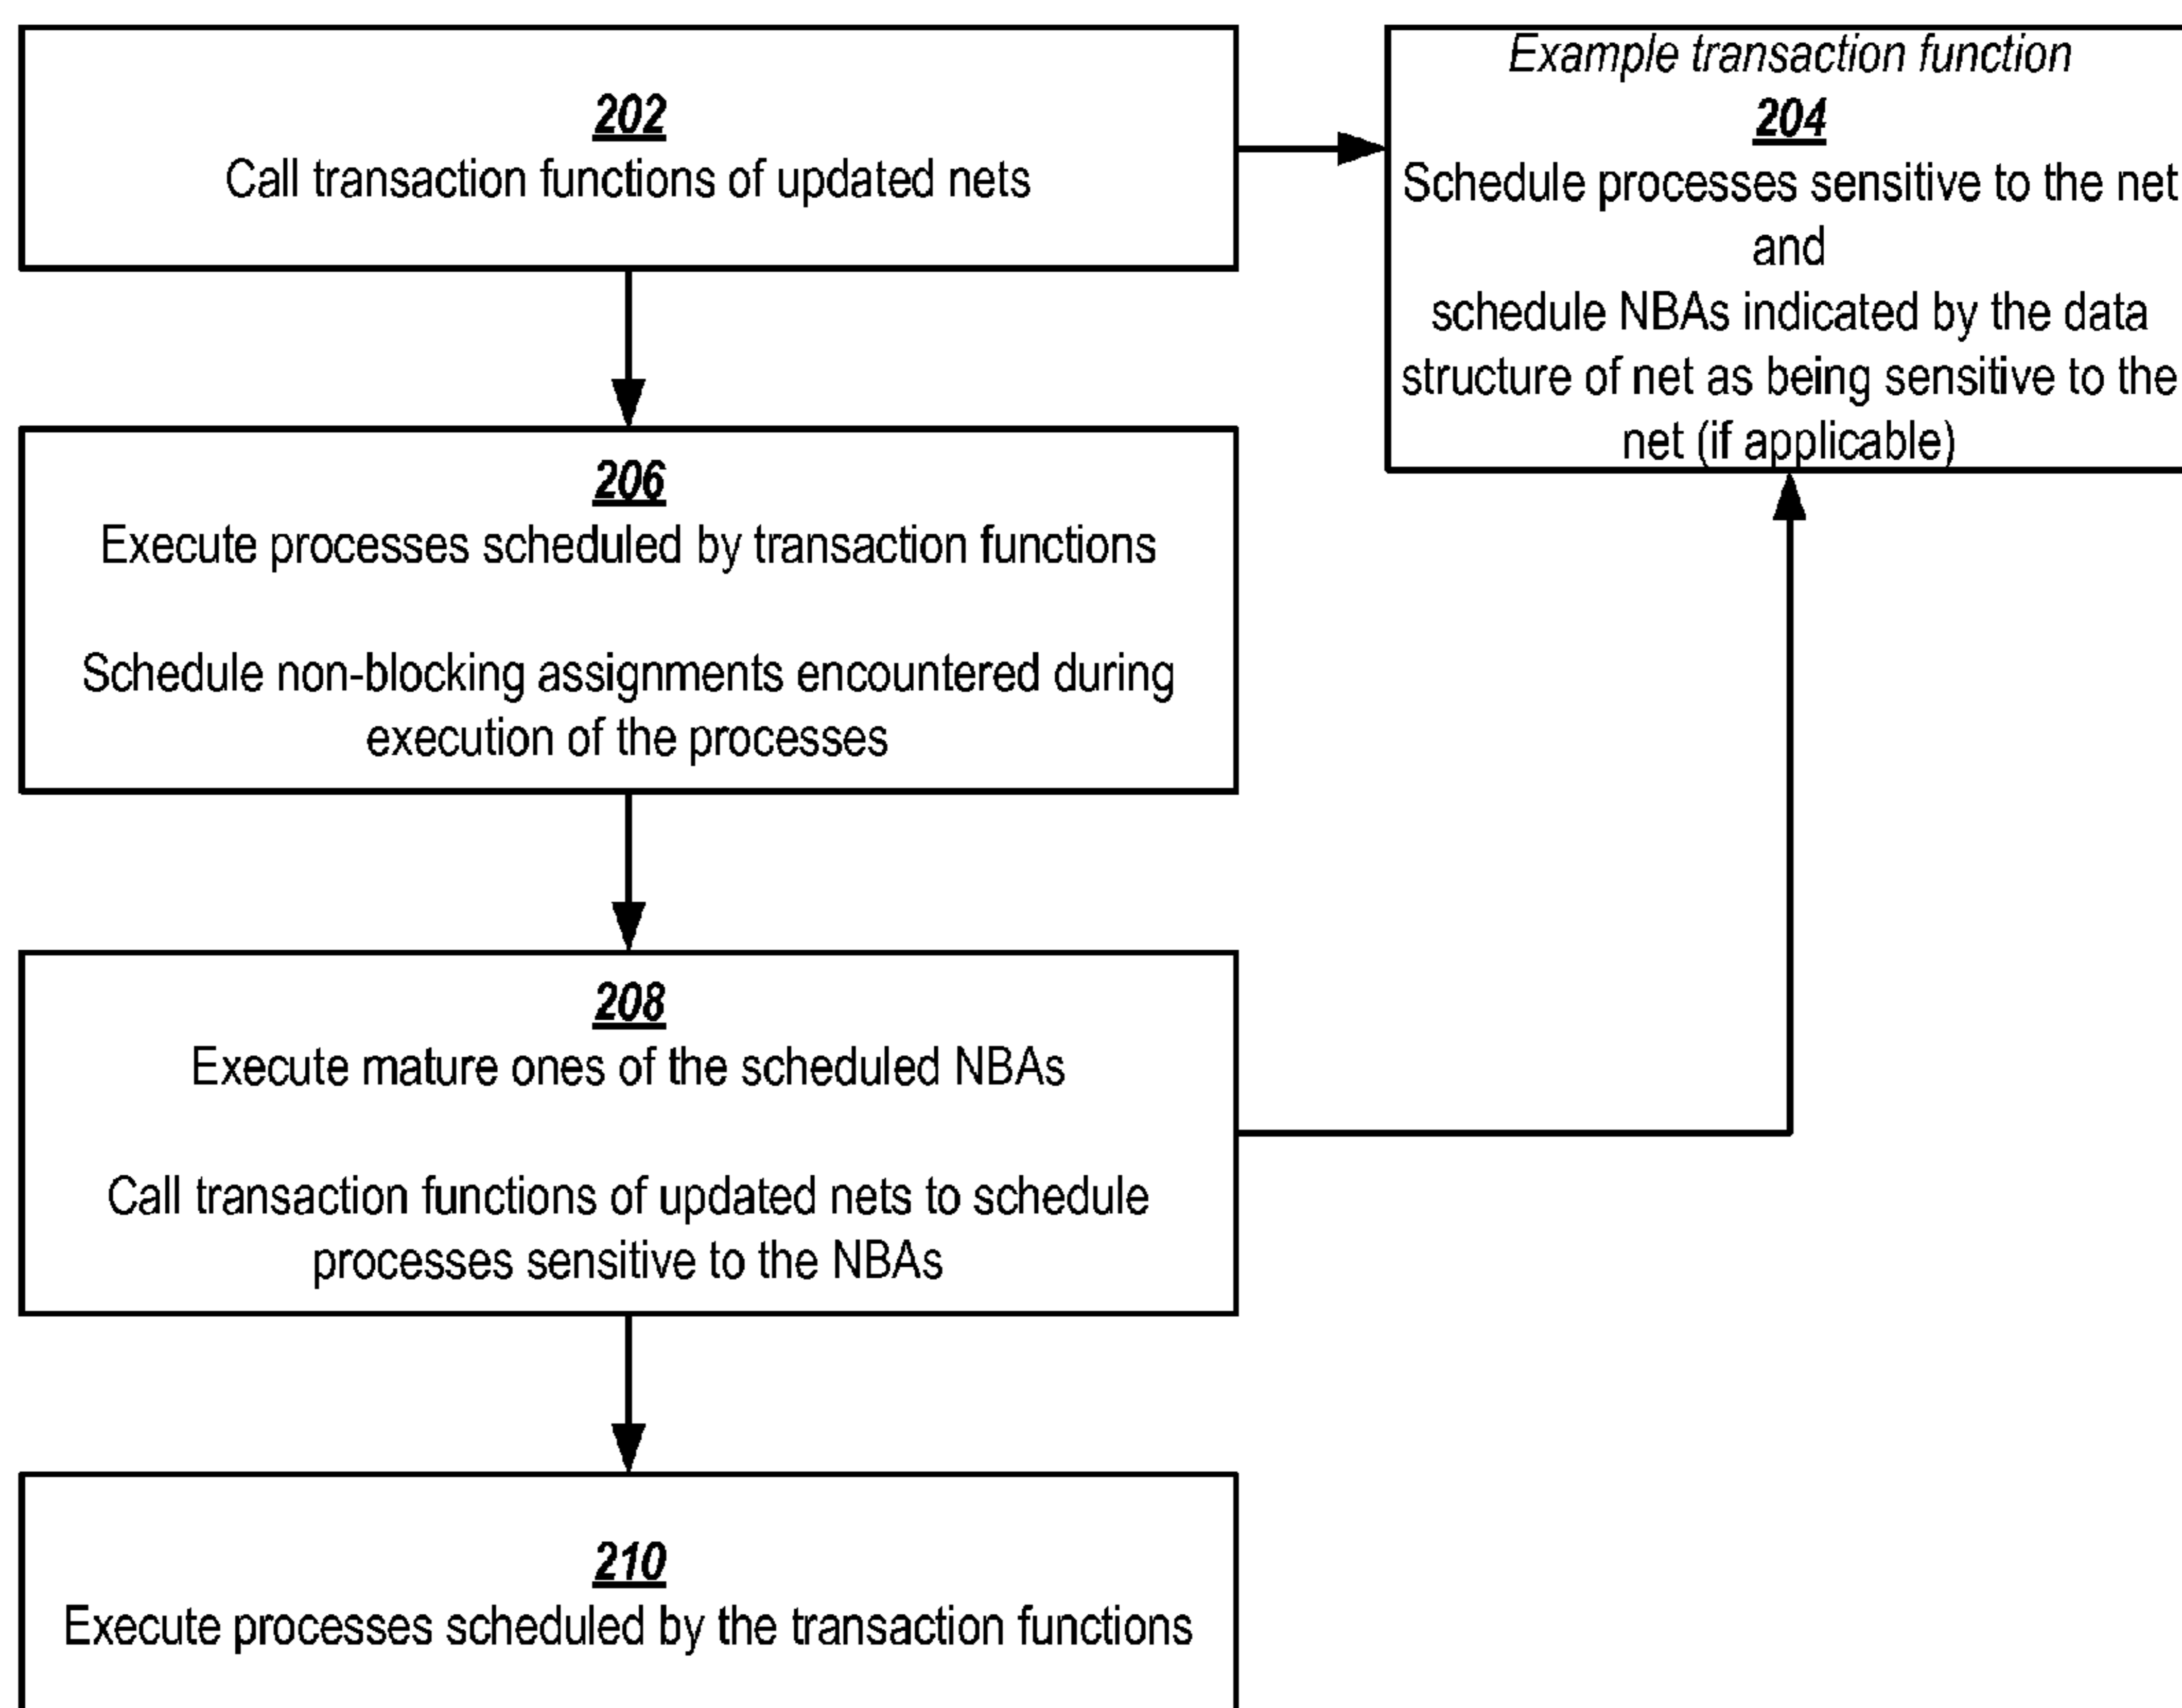 202
Call transaction functions of updated nets
Example transaction function
204
Schedule processes sensitive to the net
and
schedule NBAs indicated by the data
structure of net as being sensitive to the
net (if applicable)
206
Execute processes scheduled by transaction functions
Schedule non-blocking assignments encountered during
execution of the processes
208
Execute mature ones of the scheduled NBAs
Call transaction functions of updated nets to schedule
processes sensitive to the NBAs
210
Execute processes scheduled by the transaction functions